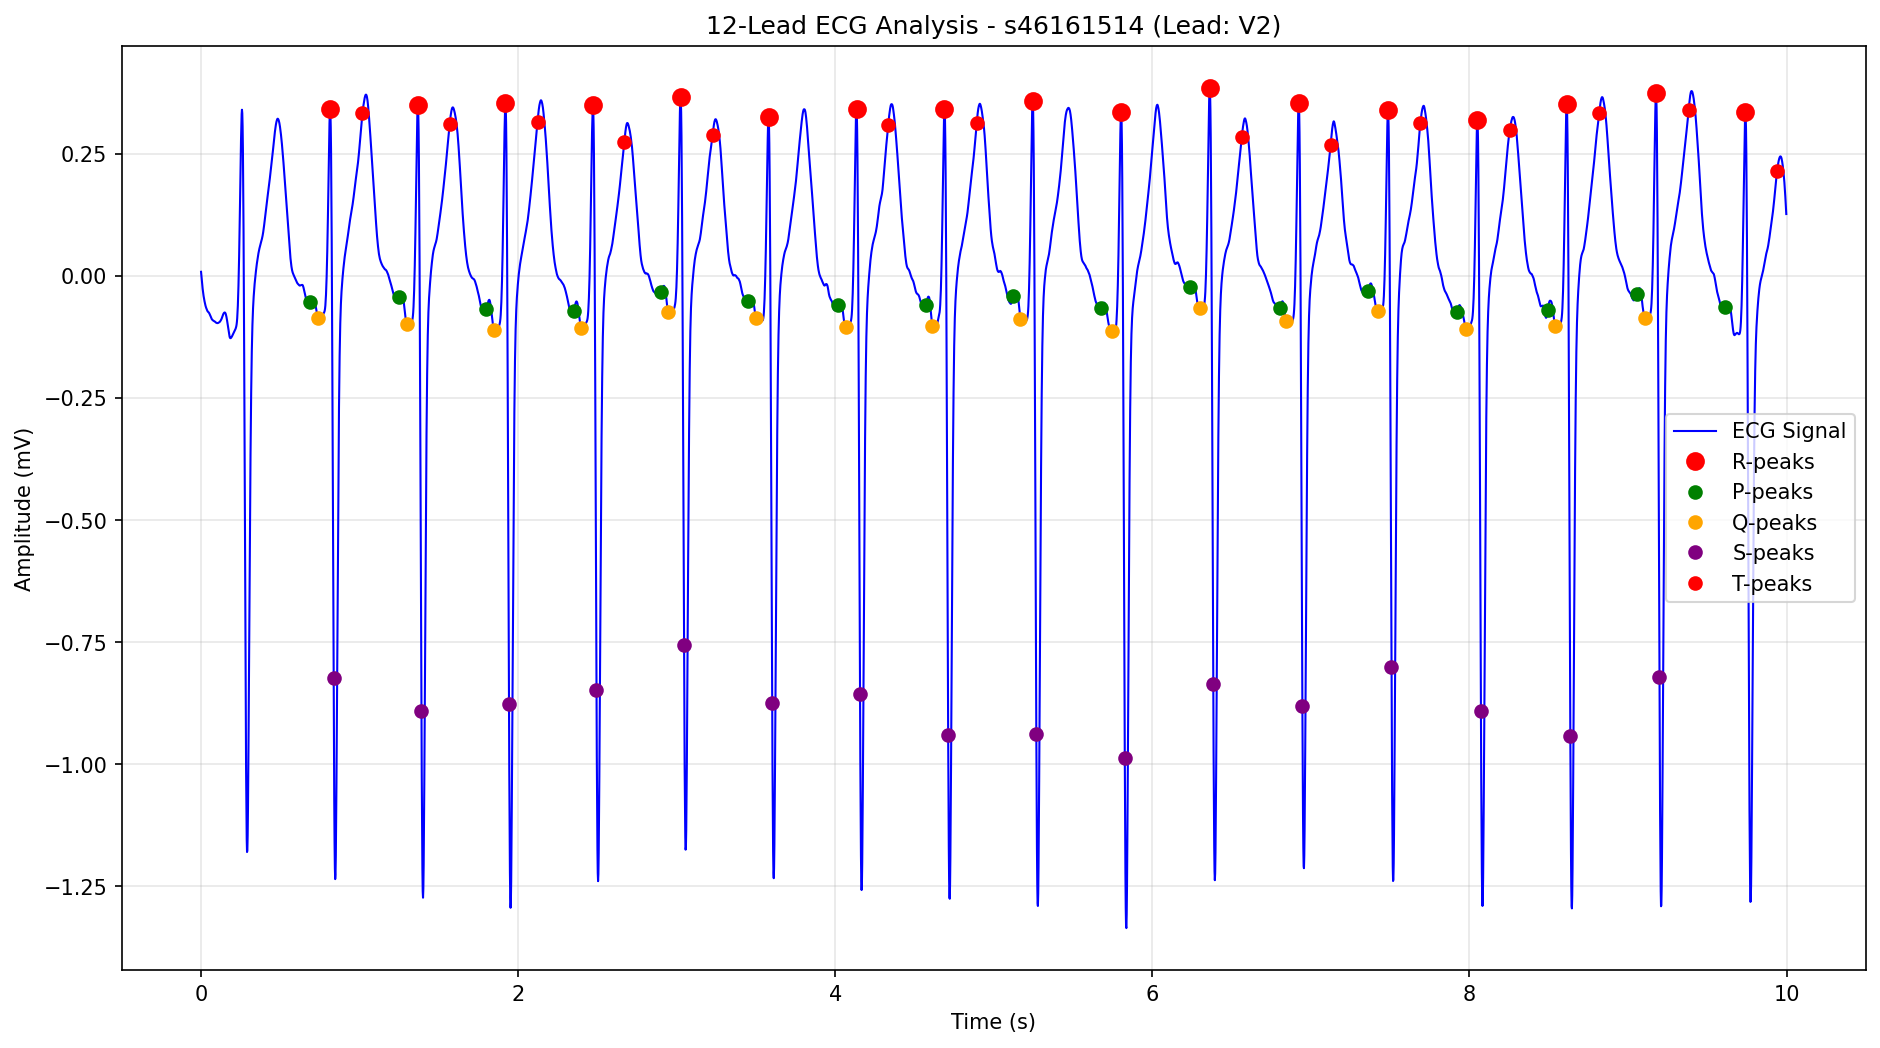 12-Lead ECG Analysis - s46161514 (Lead: V2)
0.25
0.00
−0.25
−0.50
−0.75
−1.00
−1.25
Amplitude (mV)
ECG Signal
R-peaks
P-peaks
Q-peaks
S-peaks
T-peaks
0 2 4 6 8 10
Time (s)